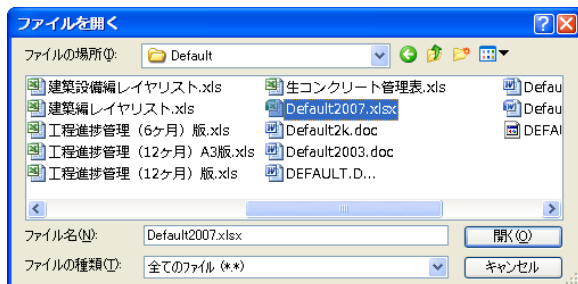 ファイルを開く
ファイルの場所(I):
Default
建築設備編レイヤリスト.xls
建築編レイヤリスト.xls
工程進捗管理（6ヶ月）版.xls
工程進捗管理（12ヶ月）A3版.xls
工程進捗管理（12ヶ月）版.xls
生コンクリート管理表.xls
Default2007.xlsx
Default2k.doc
Default2003.doc
DEFAULT.D...
Defau
Defau
DEFAI
ファイル名(N):
Default2007.xlsx
開く(O)
ファイルの種類(T):
全てのファイル (*.*)
キャンセル